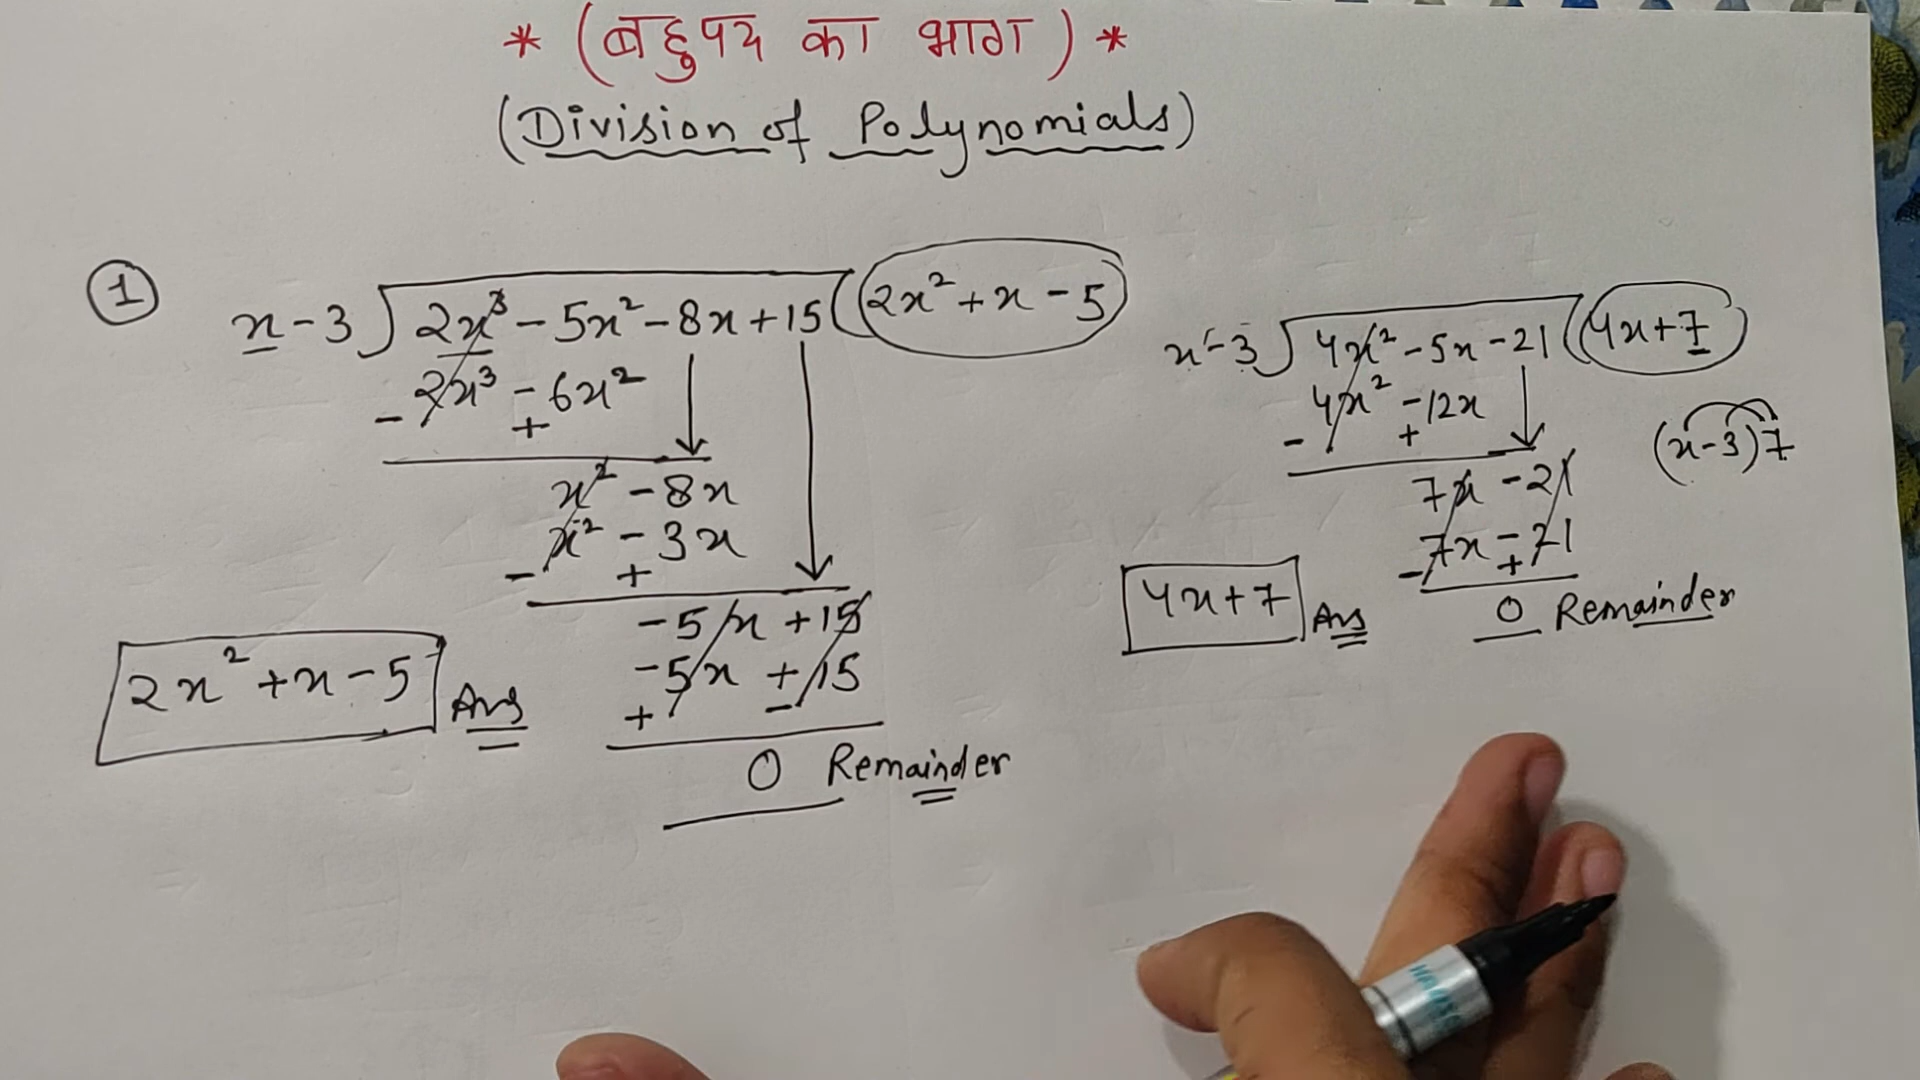 * (बहुपद का भाग) *
(Division of Polynomials)
1
x-3) 2x³ - 5x² - 8x + 15 (2x² + x - 5
- 2x³ - 6x²
+
x² - 8x
x² - 3x
- +
-5x + 15
-5x + 15
+ -
0 Remainder
2x² + x - 5 Ans
x-3) 4x² - 5x - 21 (4x + 7
4x² - 12x
- +
7x - 21
7x - 21
- +
0 Remainder
(x-3)7
4x + 7 Ans